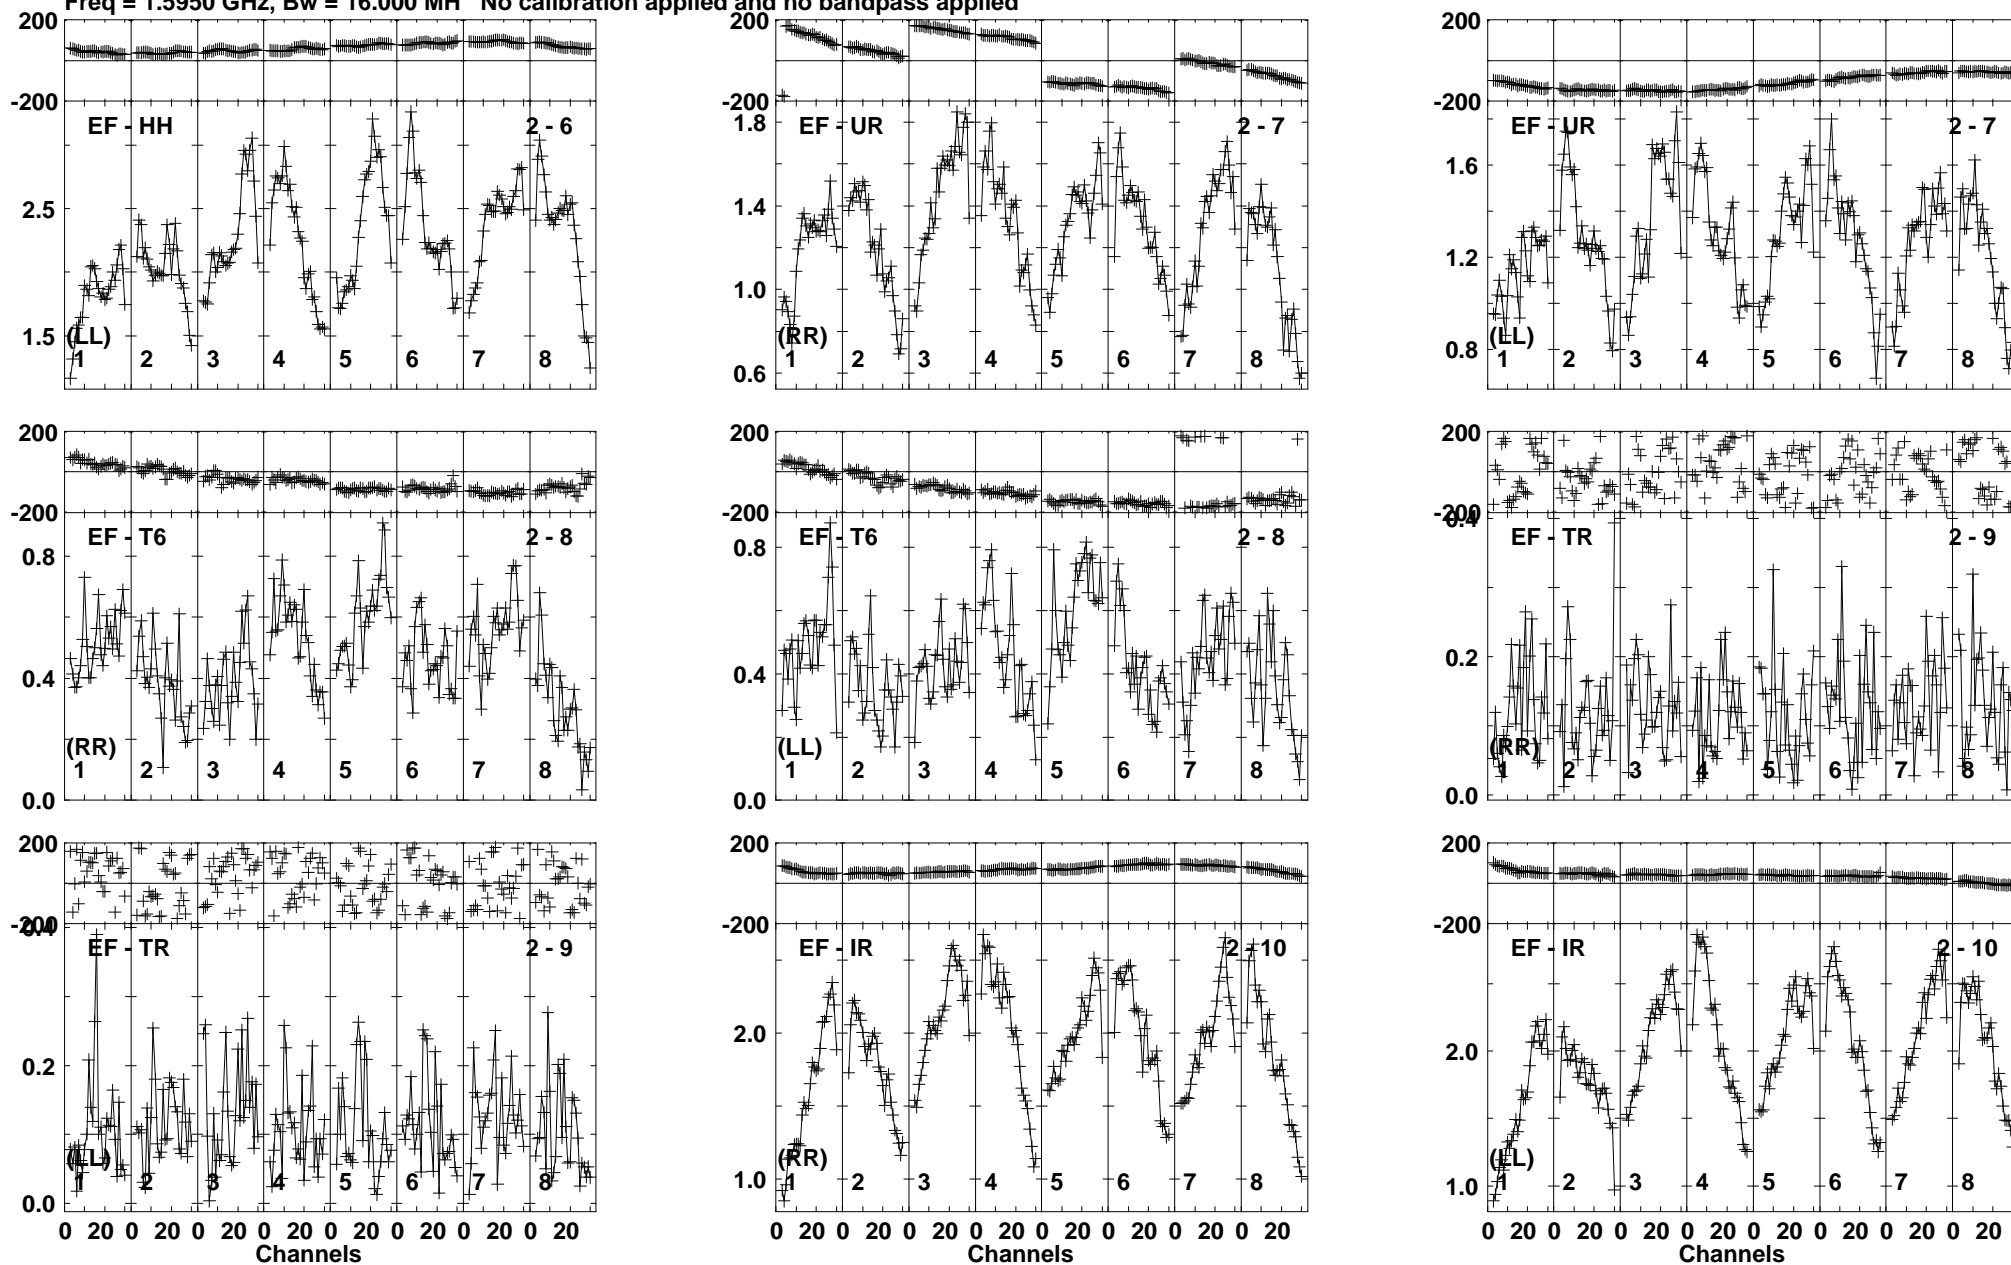 Freq = 1.5950 GHz, Bw = 16.000 MH No calibration applied and no bandpass applied
200 200 200
-200 -200 -200
EF - HH 2 - 6 EF - UR 2 - 7 EF - UR 2 - 7
1.8
1.6
2.5 1.4
1.2
1.0
1.5 0.8
(LL) (RR) (LL)
1 2 3 4 5 6 7 8 1 2 3 4 5 6 7 8 1 2 3 4 5 6 7 8
0.6
200 200 200
-200 -200 -200
0.4
EF - T6 2 - 8 EF - T6 2 - 8 EF - TR 2 - 9
0.8 0.8
0.4 0.4 0.2
(RR) (LL) (RR)
1 2 3 4 5 6 7 8 1 2 3 4 5 6 7 8 1 2 3 4 5 6 7 8
0.0 0.0 0.0
200 200 200
-200 -200 -200
0.4
EF - TR 2 - 9 EF - IR 2 - 10 EF - IR 2 - 10
2.0 2.0
0.2
(LL) (RR) (LL)
1 2 3 4 5 6 7 8 1 2 3 4 5 6 7 8 1 2 3 4 5 6 7 8
0.0 1.0 1.0
0 20 0 20 0 20 0 20 0 20 0 20 0 20 0 20 0 20 0 20 0 20 0 20 0 20 0 20 0 20 0 20 0 20 0 20 0 20 0 20 0 20 0 20 0 20 0 20
Channels Channels Channels